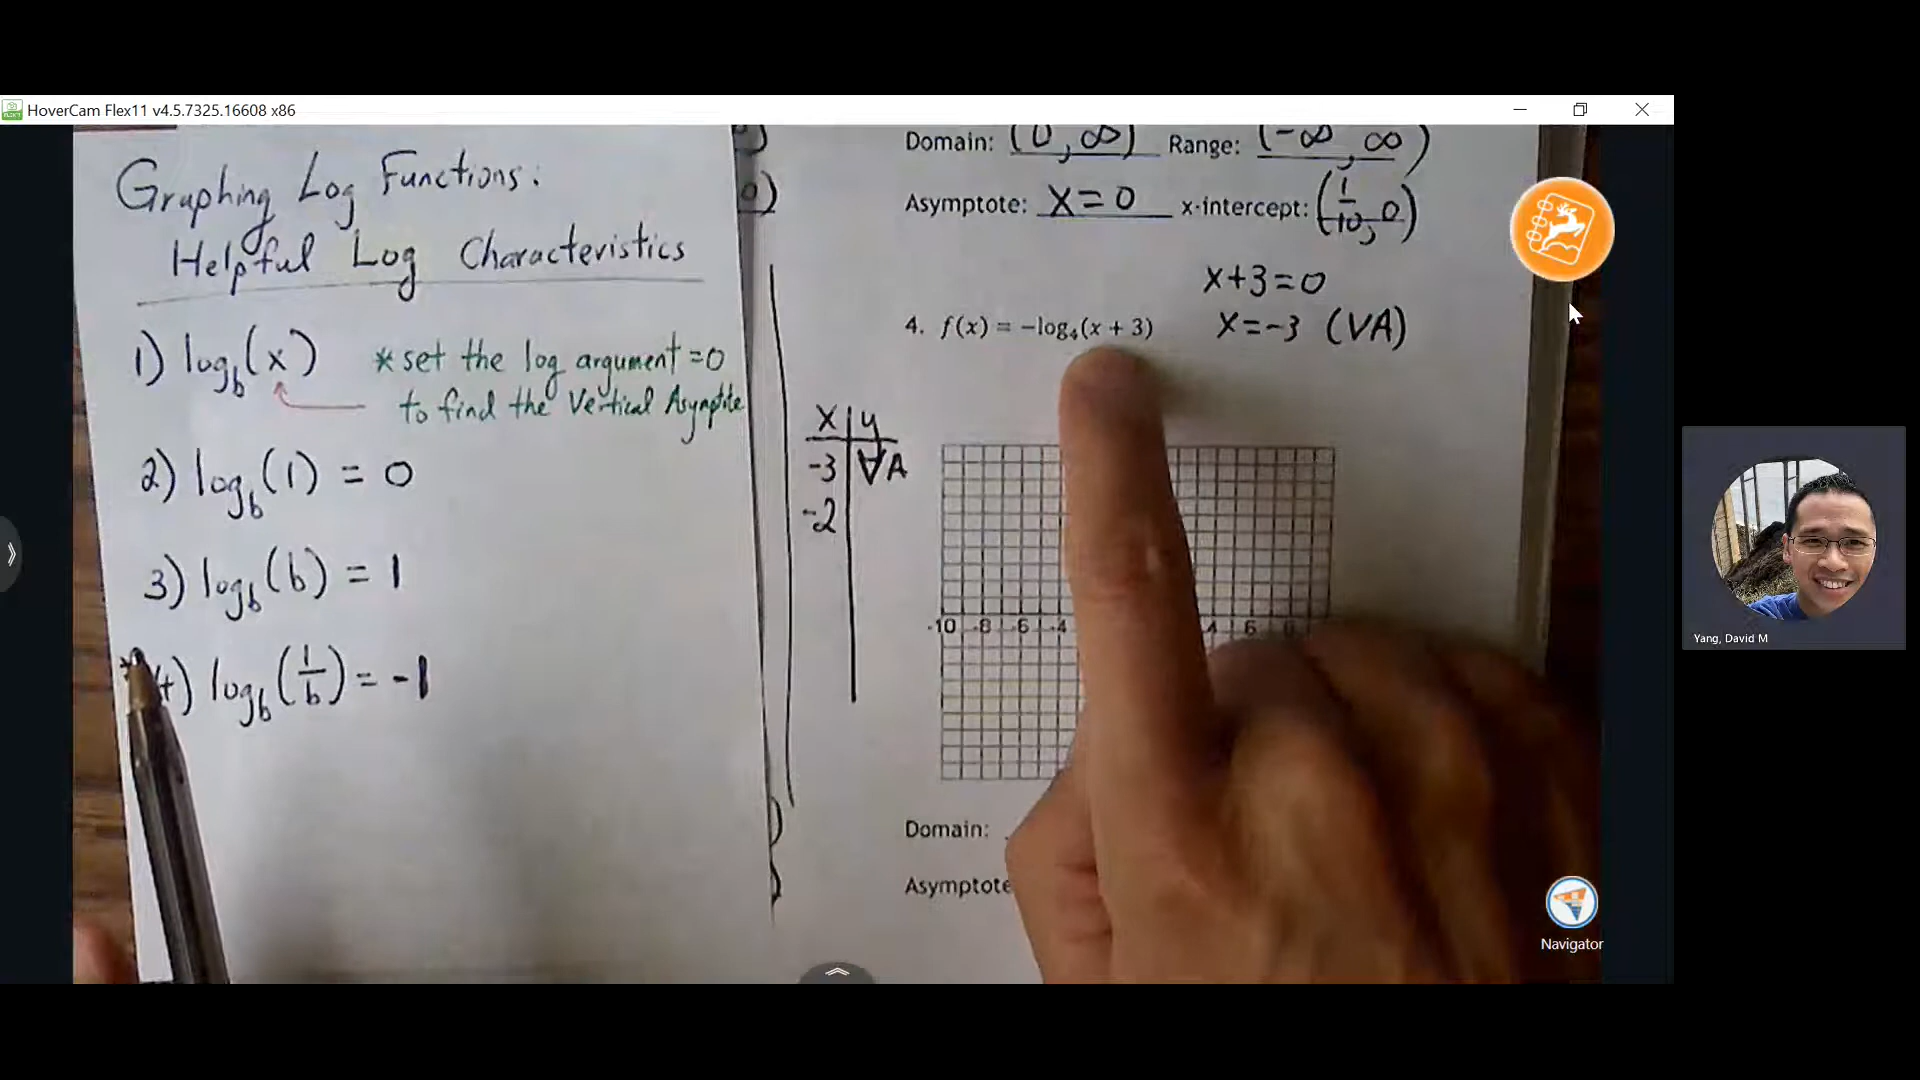 HoverCam Flex11 v4.5.7325.16608 x86
Graphing Log Functions:
Helpful Log Characteristics
1) log_b(x) *set the log argument =0
to find the Vertical Asymptote
2) log_b(1) = 0
3) log_b(b) = 1
4) log_b(1/b) = -1
Domain: (0, ∞) Range: (-∞, ∞)
Asymptote: x=0 x-intercept: (1/10, 0)
x+3=0
4. f(x) = −log₄(x + 3) x=-3 (VA)
x y
-3 VA
-2
-10 -8 -6 -4 4 6
Domain:
Asymptote
Navigator
Yang, David M